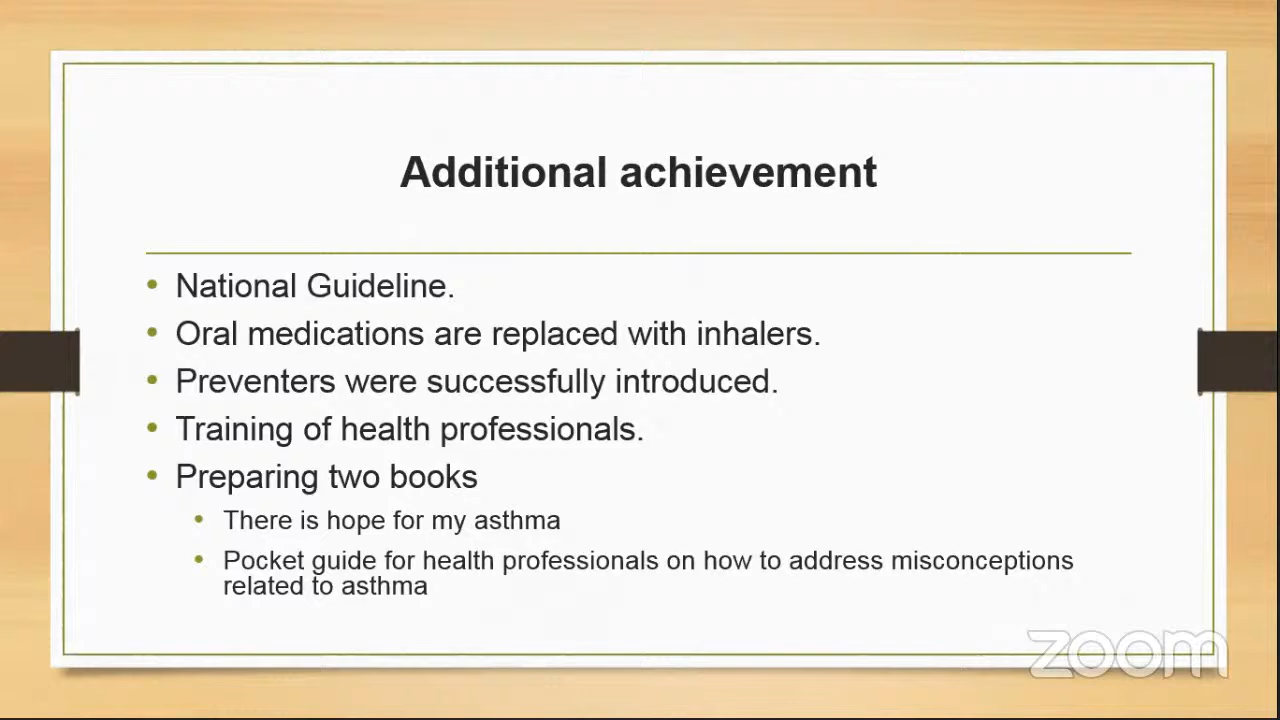 Additional achievement
• National Guideline.
• Oral medications are replaced with inhalers.
• Preventers were successfully introduced.
• Training of health professionals.
• Preparing two books
• There is hope for my asthma
• Pocket guide for health professionals on how to address misconceptions
related to asthma
zoom